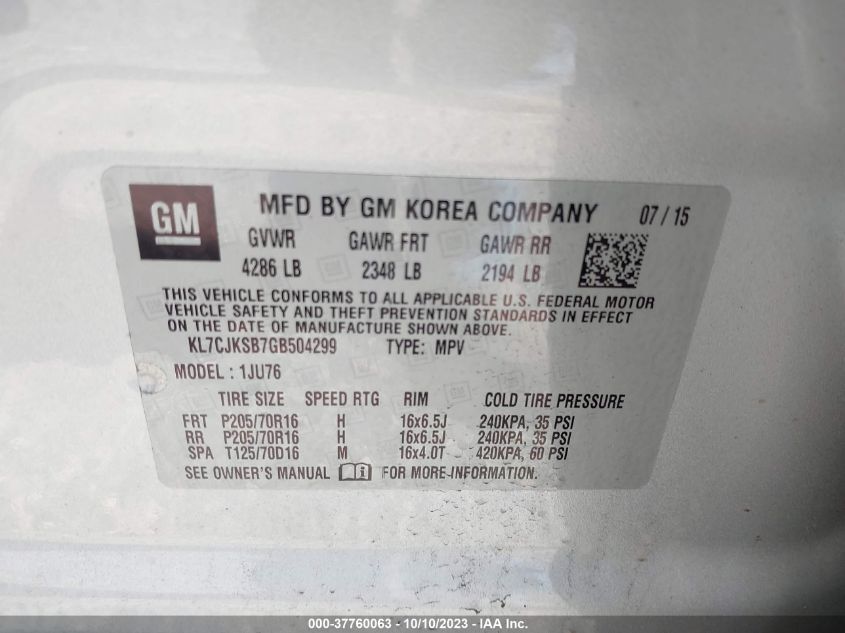 GM
MFD BY GM KOREA COMPANY 07 / 15
GVWR GAWR FRT GAWR RR
4286 LB 2348 LB 2194 LB
THIS VEHICLE CONFORMS TO ALL APPLICABLE U.S. FEDERAL MOTOR
VEHICLE SAFETY AND THEFT PREVENTION STANDARDS IN EFFECT
ON THE DATE OF MANUFACTURE SHOWN ABOVE.
KL7CJKSB7GB504299 TYPE: MPV
MODEL : 1JU76
TIRE SIZE SPEED RTG RIM COLD TIRE PRESSURE
FRT P205/70R16 H 16x6.5J 240KPA, 35 PSI
RR P205/70R16 H 16x6.5J 240KPA, 35 PSI
SPA T125/70D16 M 16x4.0T 420KPA, 60 PSI
SEE OWNER'S MANUAL FOR MORE INFORMATION.
000-37760063 - 10/10/2023 - IAAI, Inc.